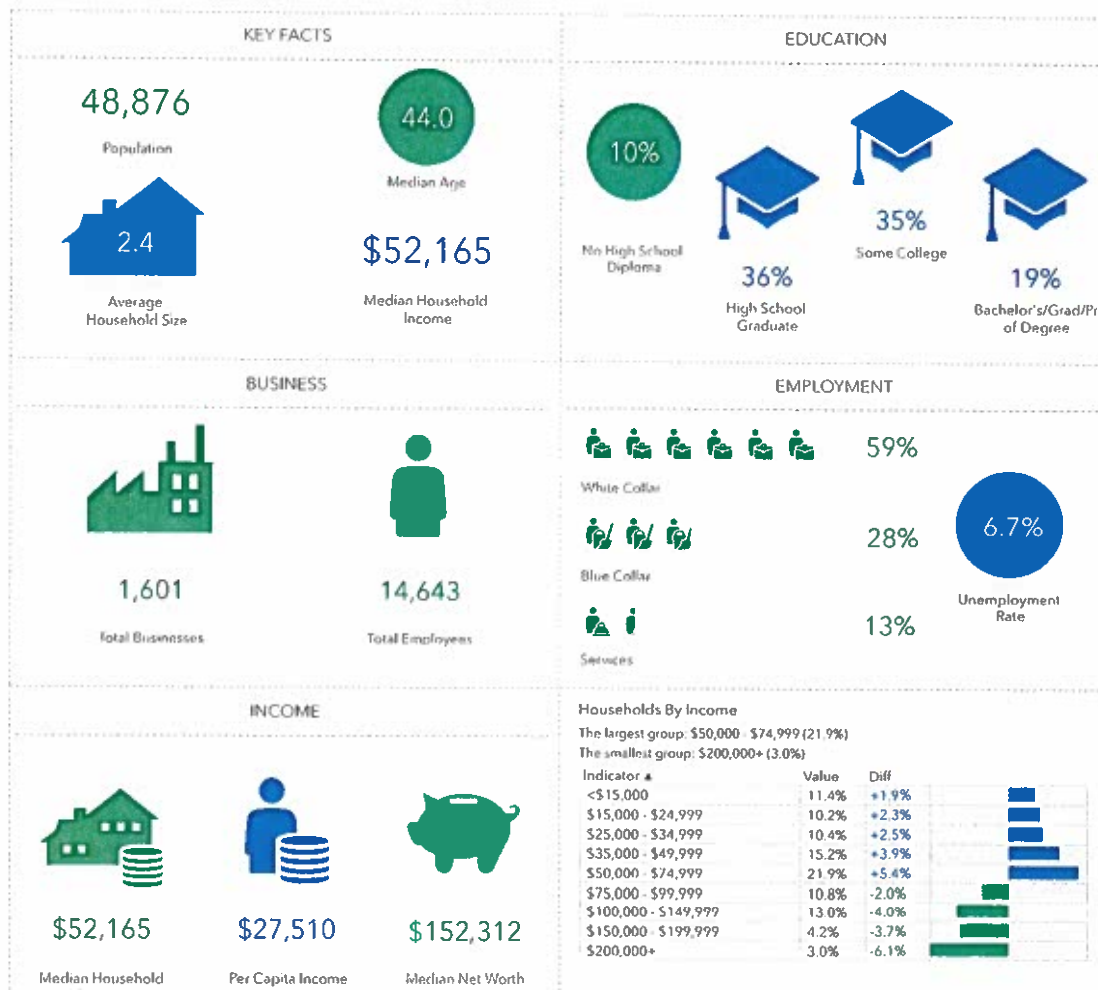 KEY FACTS
48,876
Population
44.0
Median Age
2.4
Average
Household Size
$52,165
Median Household
Income
EDUCATION
10%
No High School
Diploma
36%
High School
Graduate
35%
Some College
19%
Bachelor's/Grad/Pr
of Degree
BUSINESS
1,601
Total Businesses
14,643
Total Employees
EMPLOYMENT
59%
White Collar
28%
Blue Collar
13%
Services
6.7%
Unemployment
Rate
INCOME
$52,165
Median Household
$27,510
Per Capita Income
$152,312
Median Net Worth
Households By Income
The largest group: $50,000 - $74,999 (21.9%)
The smallest group: $200,000+ (3.0%)
Indicator ▲ Value Diff
<$15,000 11.4% +1.9%
$15,000 - $24,999 10.2% +2.3%
$25,000 - $34,999 10.4% +2.5%
$35,000 - $49,999 15.2% +3.9%
$50,000 - $74,999 21.9% +5.4%
$75,000 - $99,999 10.8% -2.0%
$100,000 - $149,999 13.0% -4.0%
$150,000 - $199,999 4.2% -3.7%
$200,000+ 3.0% -6.1%